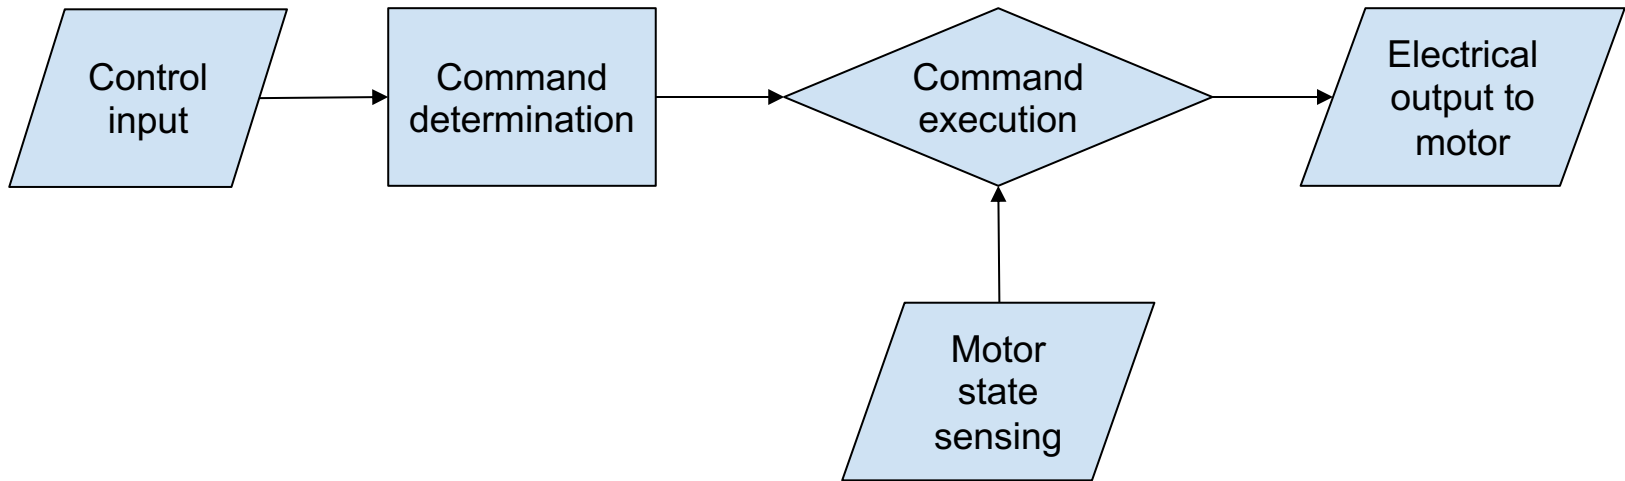 Control
input
Command
determination
Command
execution
Electrical
output to
motor
Motor
state
sensing